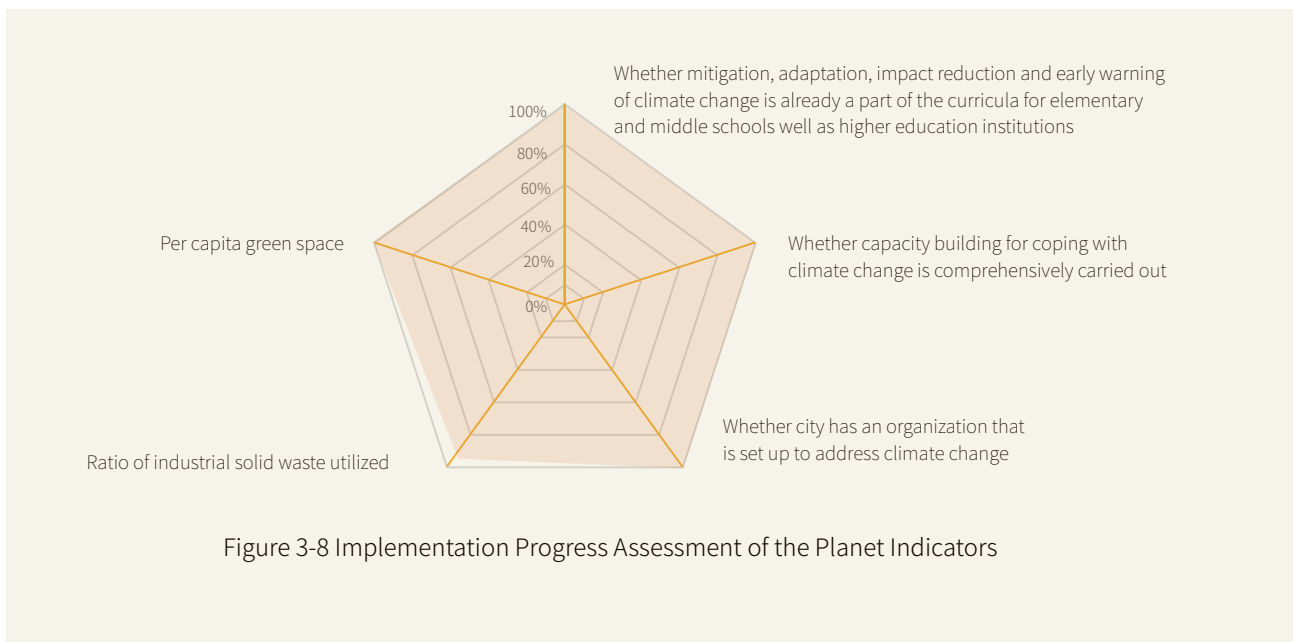 Whether mitigation, adaptation, impact reduction and early warning
of climate change is already a part of the curricula for elementary
and middle schools well as higher education institutions
100%
80%
60%
40%
20%
0%
Per capita green space
Whether capacity building for coping with
climate change is comprehensively carried out
Whether city has an organization that
is set up to address climate change
Ratio of industrial solid waste utilized
Figure 3-8 Implementation Progress Assessment of the Planet Indicators